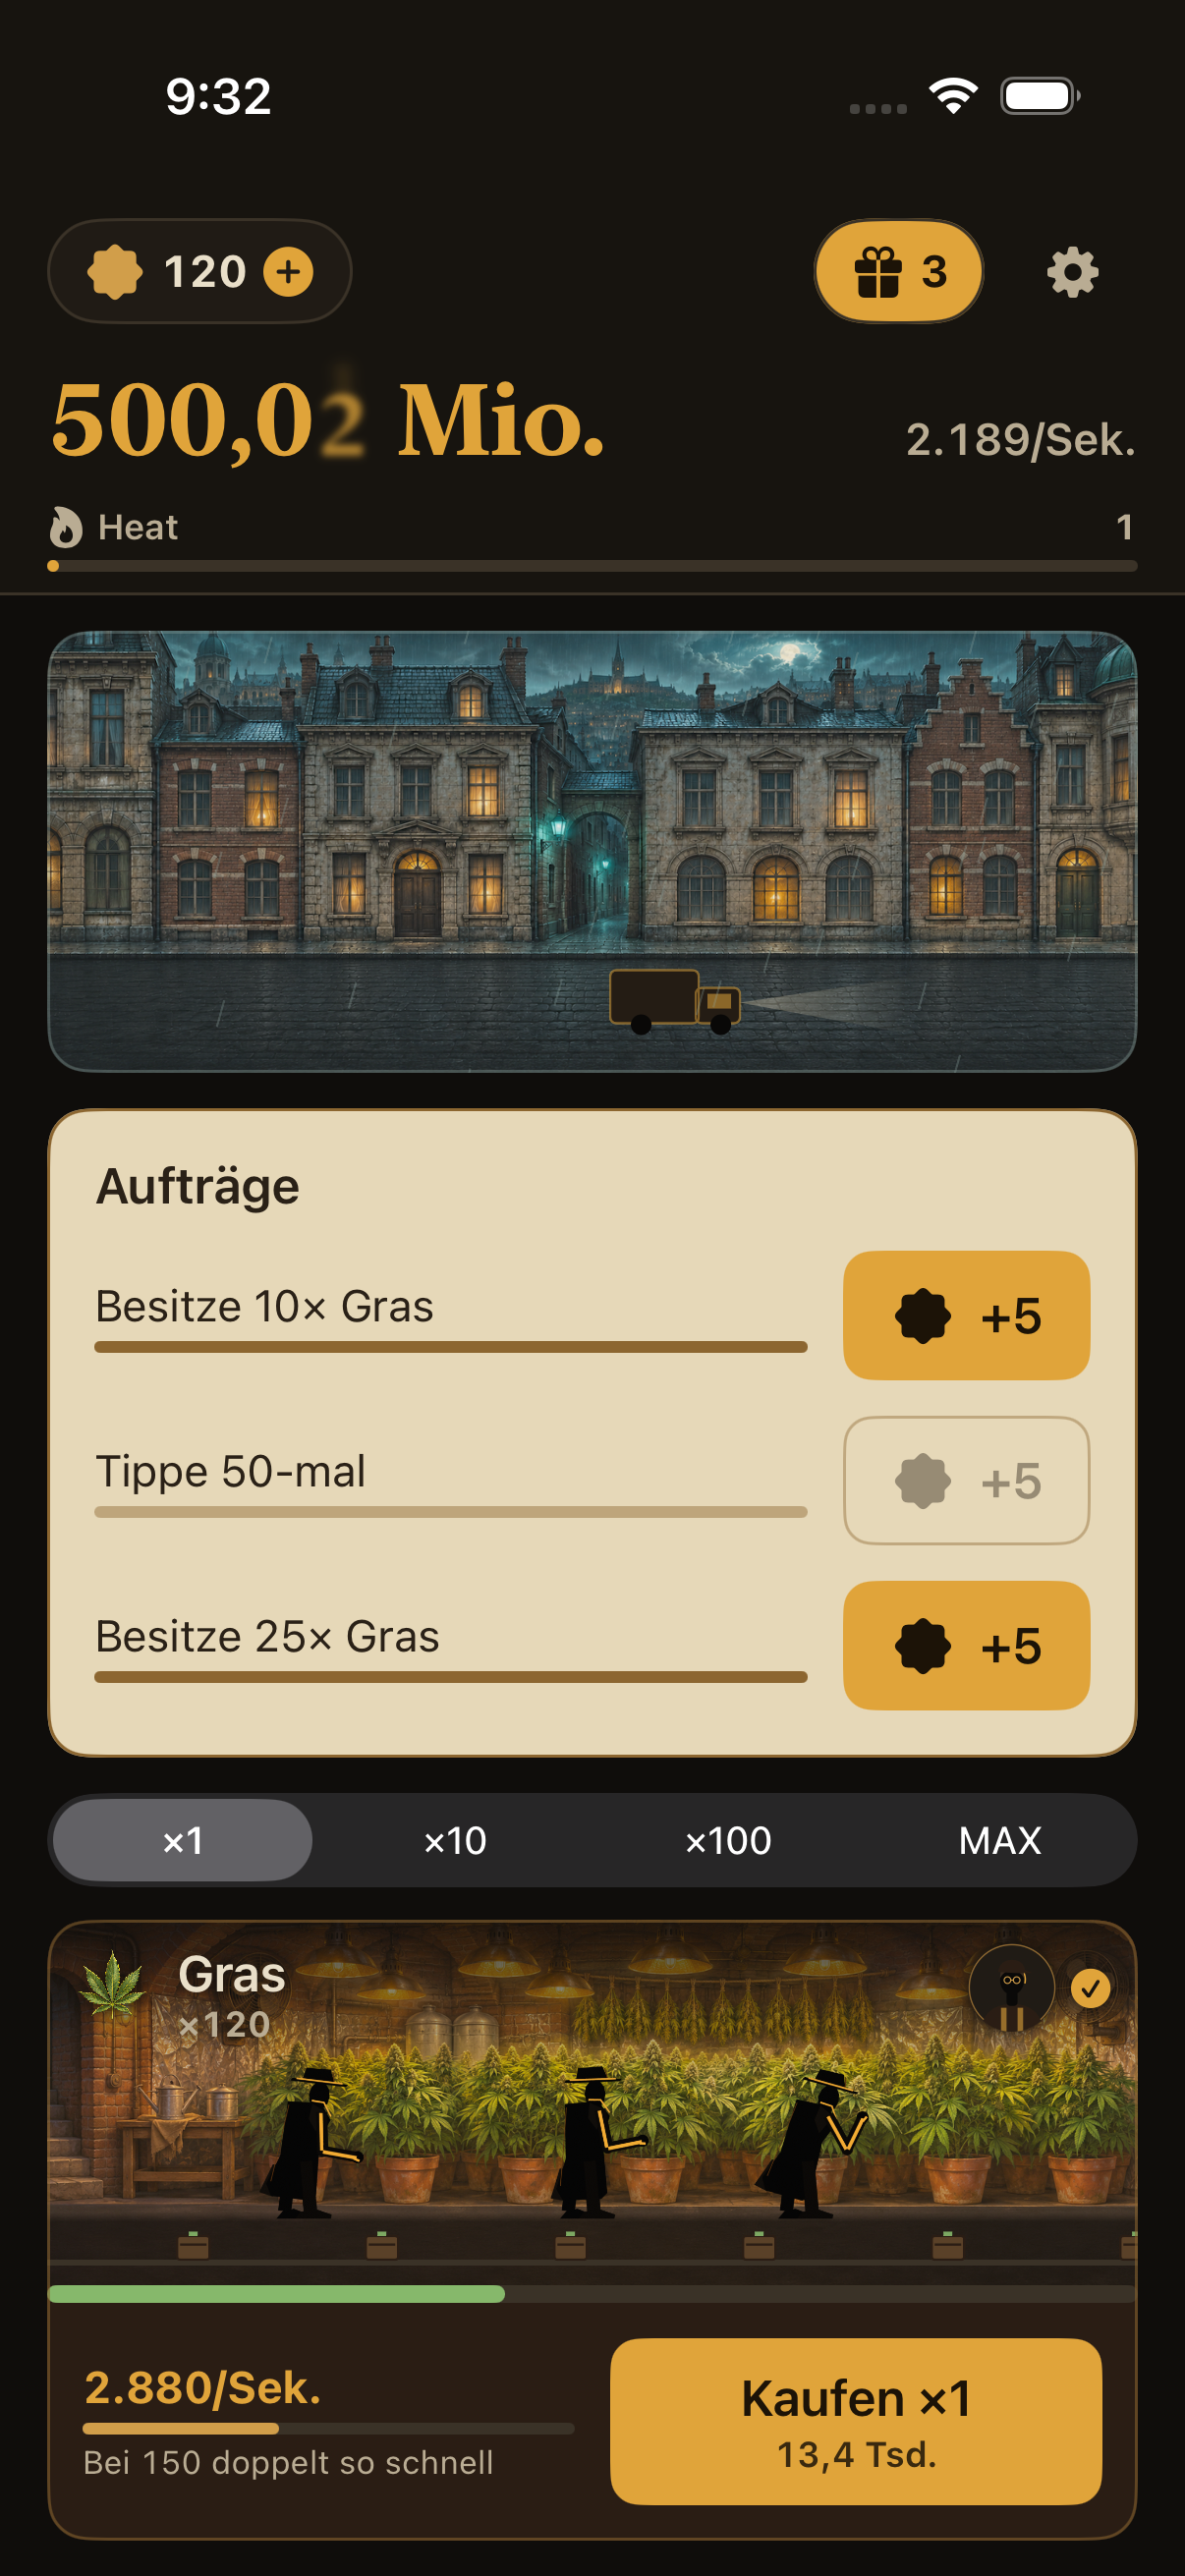 9:32
120
3
500,02 Mio.
2.189/Sek.
Heat
1
Aufträge
Besitze 10× Gras
+5
Tippe 50-mal
+5
Besitze 25× Gras
+5
×1
×10
×100
MAX
Gras
×120
2.880/Sek.
Bei 150 doppelt so schnell
Kaufen ×1
13,4 Tsd.